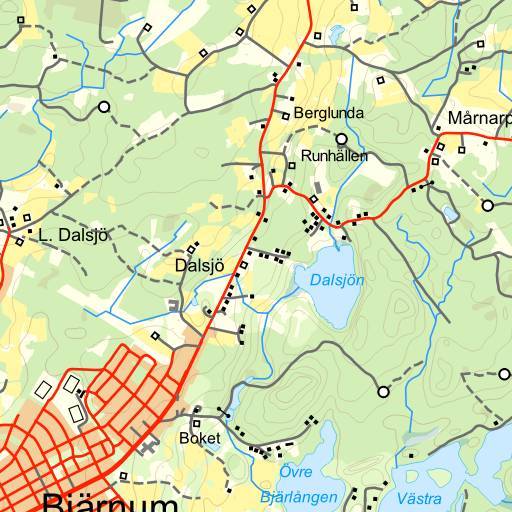 Berglunda
Mårnarp
Runhällen
L. Dalsjö
Dalsjö
Dalsjön
Boket
Övre
Bjärlången
Västra
Bjärnum